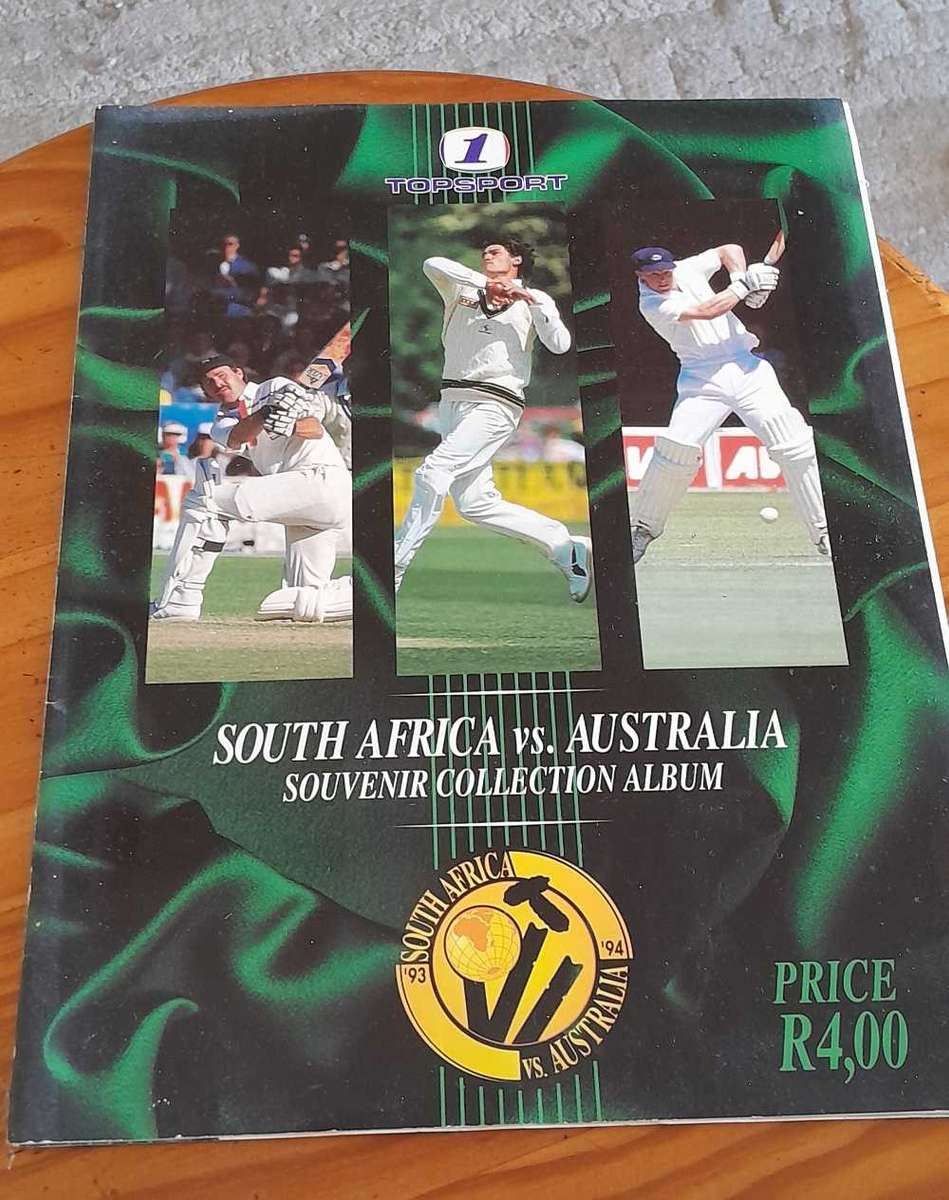 1
TOPSPORT
SOUTH AFRICA vs. AUSTRALIA
SOUVENIR COLLECTION ALBUM
SOUTH AFRICA
'93
'94
VS. AUSTRALIA
PRICE
R4,00